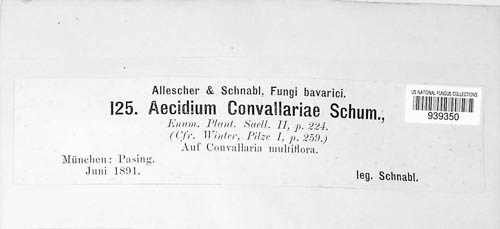 Allescher & Schnabl, Fungi bavarici.
125. Aecidium Convallariae Schum.,
Enum. Plant. Saell. II, p. 224.
(Cfr. Winter, Pilze I, p. 259.)
Auf Convallaria multiflora.
München: Pasing.
Juni 1891.
leg. Schnabl.
US NATIONAL FUNGUS COLLECTIONS
939350